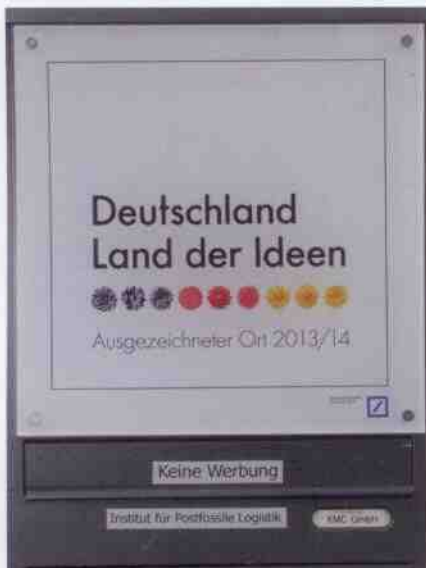 Deutschland
Land der Ideen
Ausgezeichneter Ort 2013/14
Keine Werbung
Institut für Postfossile Logistik
KMC GmbH